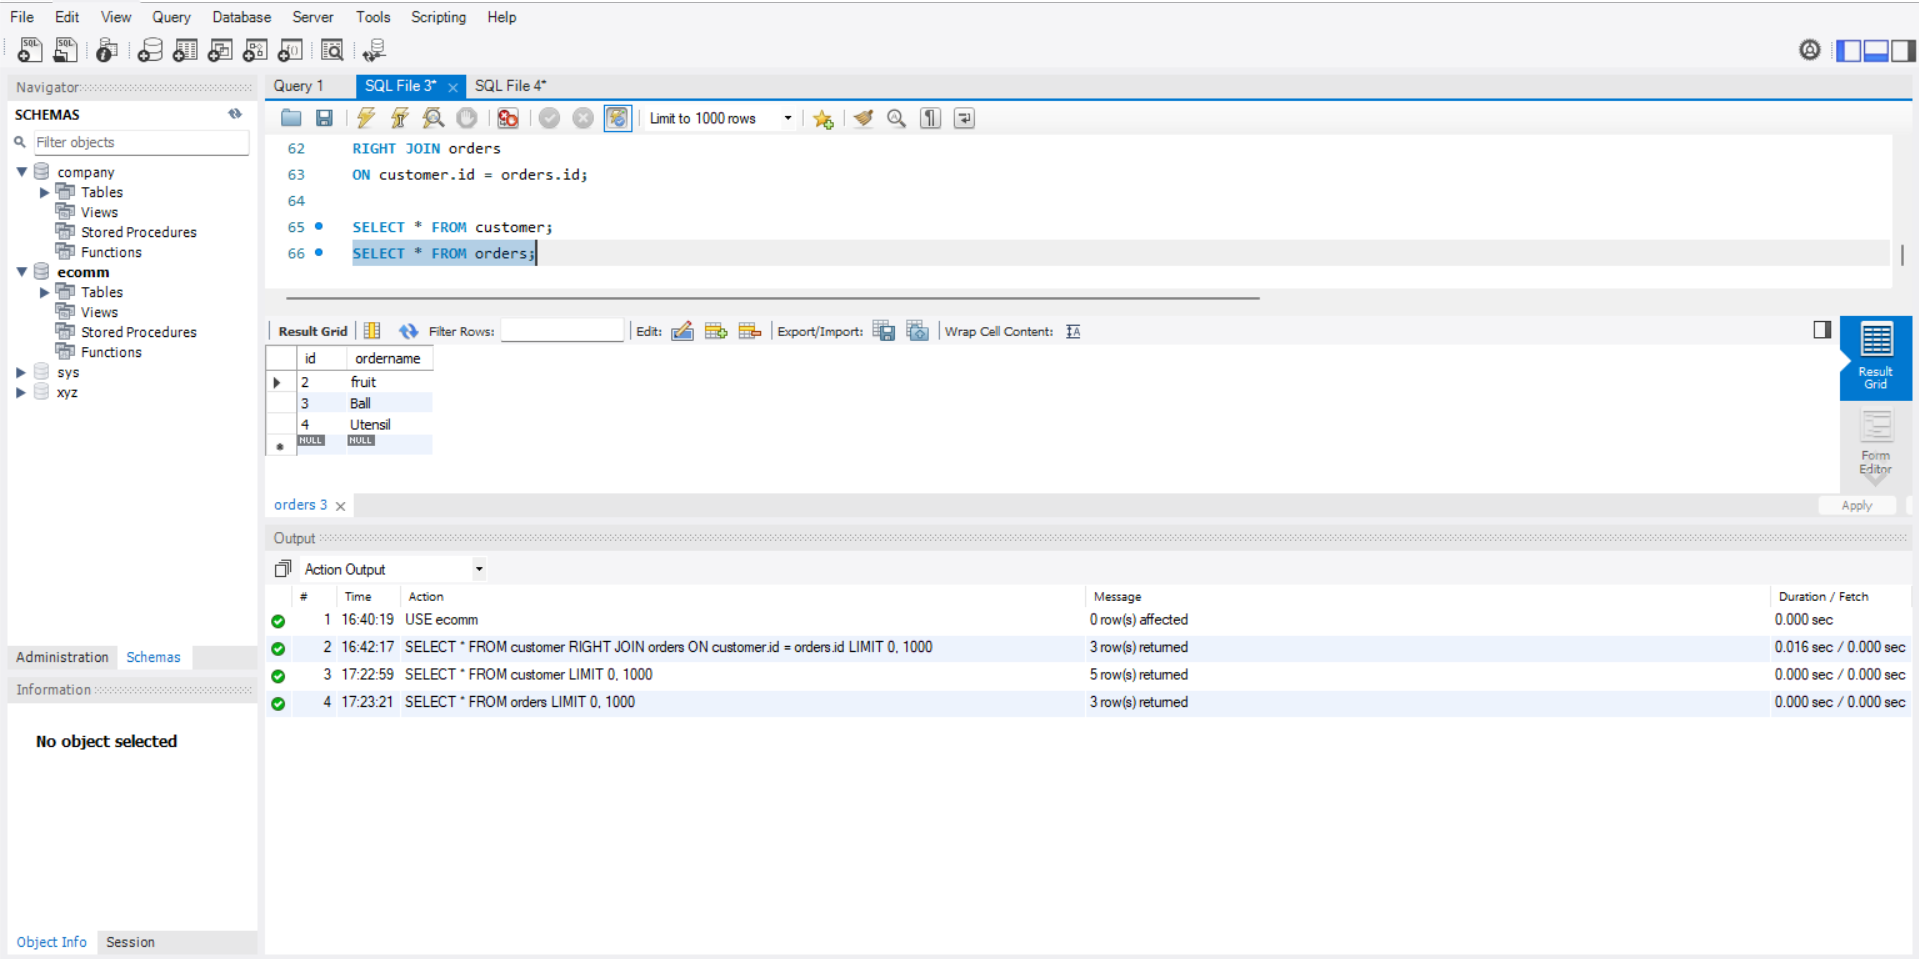 File Edit View Query Database Server Tools Scripting Help
Navigator
SCHEMAS
Filter objects
company
Tables
Views
Stored Procedures
Functions
ecomm
Tables
Views
Stored Procedures
Functions
sys
xyz
Administration Schemas
Information
No object selected
Object Info Session
Query 1 SQL File 3* SQL File 4*
Limit to 1000 rows
62 RIGHT JOIN orders
63 ON customer.id = orders.id;
64
65 SELECT * FROM customer;
66 SELECT * FROM orders;
Result Grid Filter Rows: Edit: Export/Import: Wrap Cell Content:
id ordername
2 fruit
3 Ball
4 Utensil
NULL NULL
Result
Grid
Form
Editor
orders 3
Apply
Output
Action Output
# Time Action Message Duration / Fetch
1 16:40:19 USE ecomm 0 row(s) affected 0.000 sec
2 16:42:17 SELECT * FROM customer RIGHT JOIN orders ON customer.id = orders.id LIMIT 0, 1000 3 row(s) returned 0.016 sec / 0.000 sec
3 17:22:59 SELECT * FROM customer LIMIT 0, 1000 5 row(s) returned 0.000 sec / 0.000 sec
4 17:23:21 SELECT * FROM orders LIMIT 0, 1000 3 row(s) returned 0.000 sec / 0.000 sec